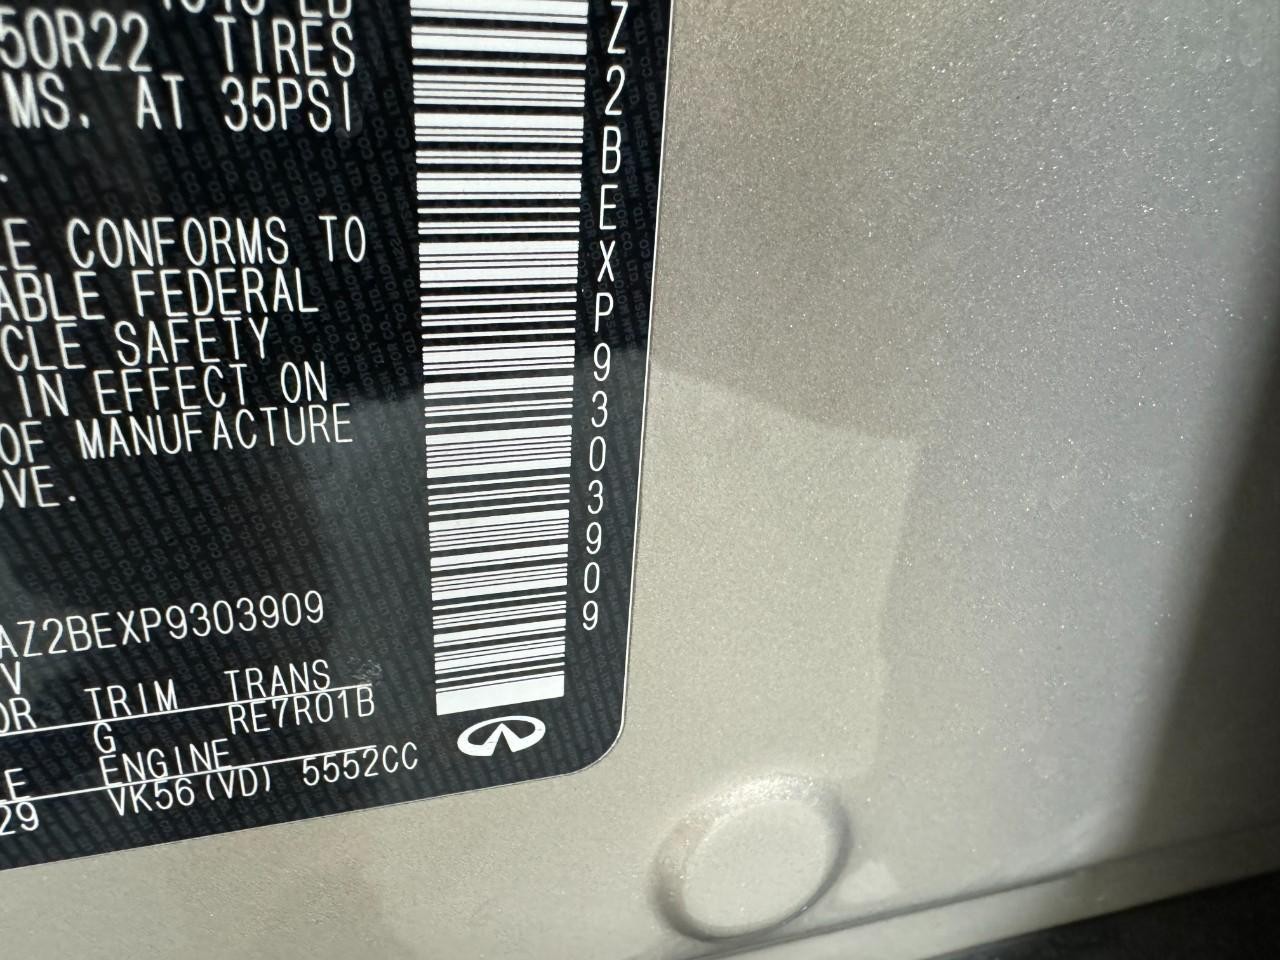 50R22 TIRES
MS. AT 35PSI
E CONFORMS TO
ABLE FEDERAL
CLE SAFETY
IN EFFECT ON
OF MANUFACTURE
OVE.
AZ2BEXP9303909
V
OR TRIM TRANS
G RE7R01B
E ENGINE
29 VK56(VD) 5552CC
Z2BEXP9303909